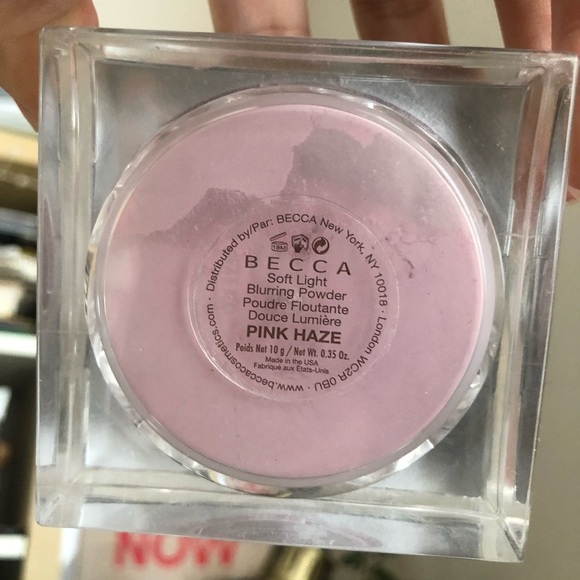 Distributed by/Par: BECCA New York, NY 10018 · London WC2R 0BU · www.beccacosmetics.com ·
18M
BECCA
Soft Light
Blurring Powder
Poudre Floutante
Douce Lumière
PINK HAZE
Poids Net 10 g / Net Wt. 0.35 Oz.
Made in the USA
Fabriqué aux États-Unis
NOW